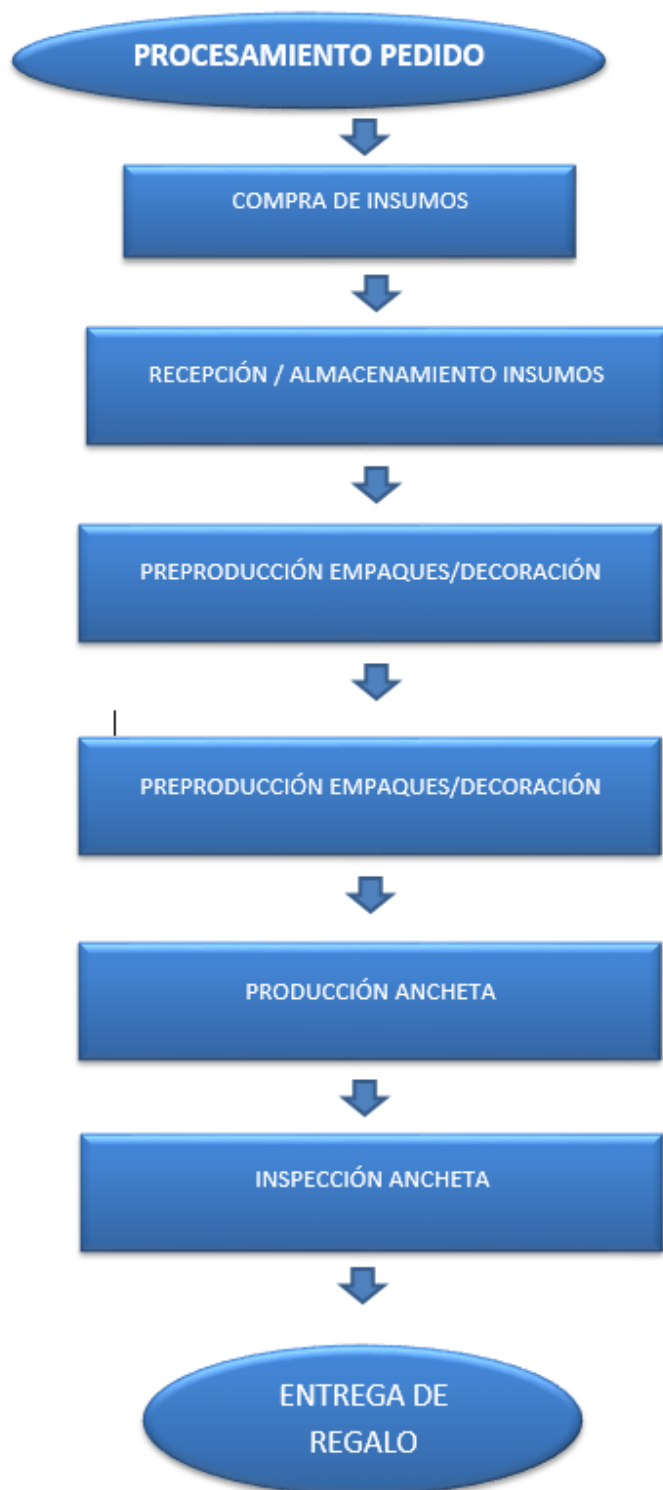 PROCESAMIENTO PEDIDO
COMPRA DE INSUMOS
RECEPCIÓN / ALMACENAMIENTO INSUMOS
PREPRODUCCIÓN EMPAQUES/DECORACIÓN
PREPRODUCCIÓN EMPAQUES/DECORACIÓN
PRODUCCIÓN ANCHETA
INSPECCIÓN ANCHETA
ENTREGA DE
REGALO